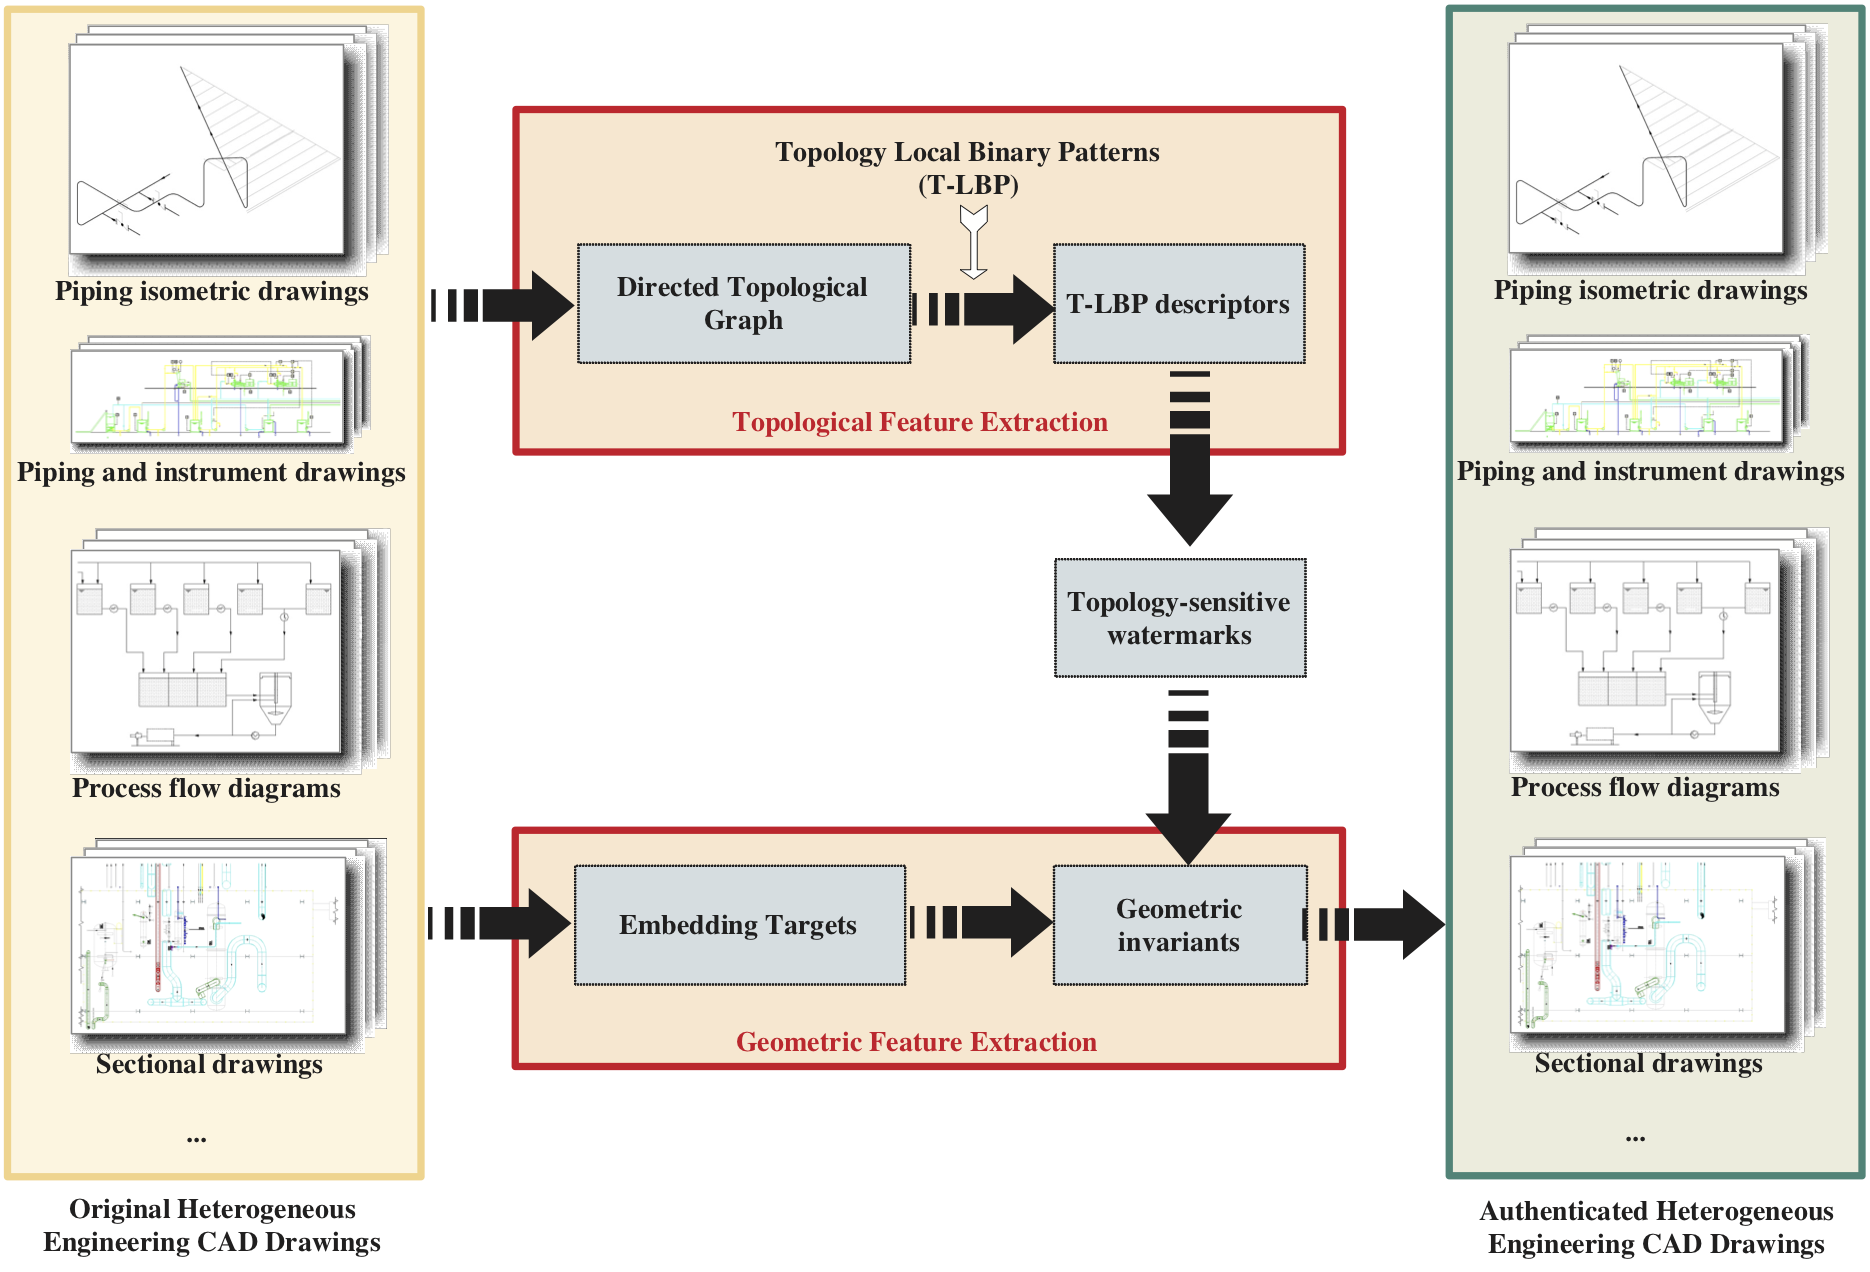 Piping isometric drawings
Piping and instrument drawings
Process flow diagrams
Sectional drawings
...
Original Heterogeneous
Engineering CAD Drawings
Topology Local Binary Patterns
(T-LBP)
Directed Topological
Graph
T-LBP descriptors
Topological Feature Extraction
Topology-sensitive
watermarks
Embedding Targets
Geometric
invariants
Geometric Feature Extraction
Piping isometric drawings
Piping and instrument drawings
Process flow diagrams
Sectional drawings
...
Authenticated Heterogeneous
Engineering CAD Drawings